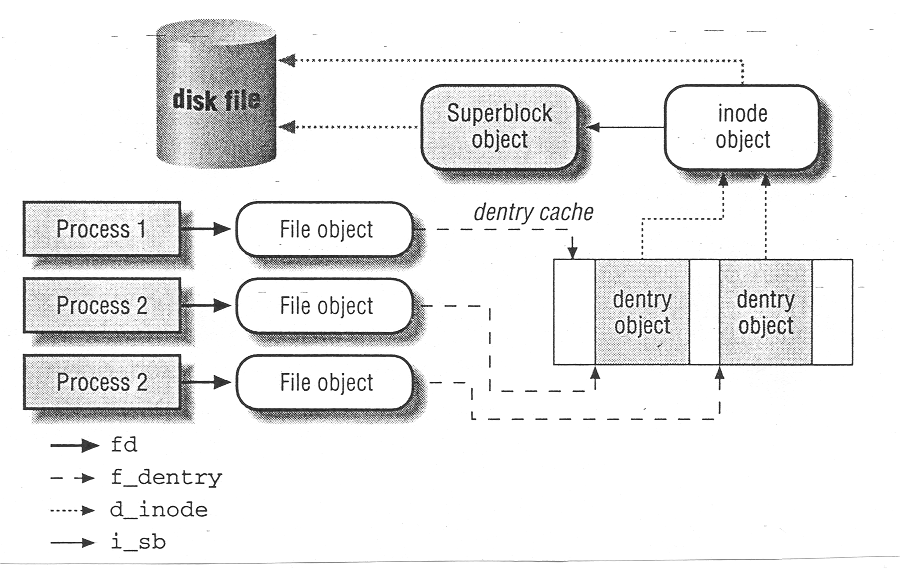 disk file
Superblock
object
inode
object
Process 1
File object
dentry cache
Process 2
File object
dentry
object
dentry
object
Process 2
File object
fd
f_dentry
d_inode
i_sb